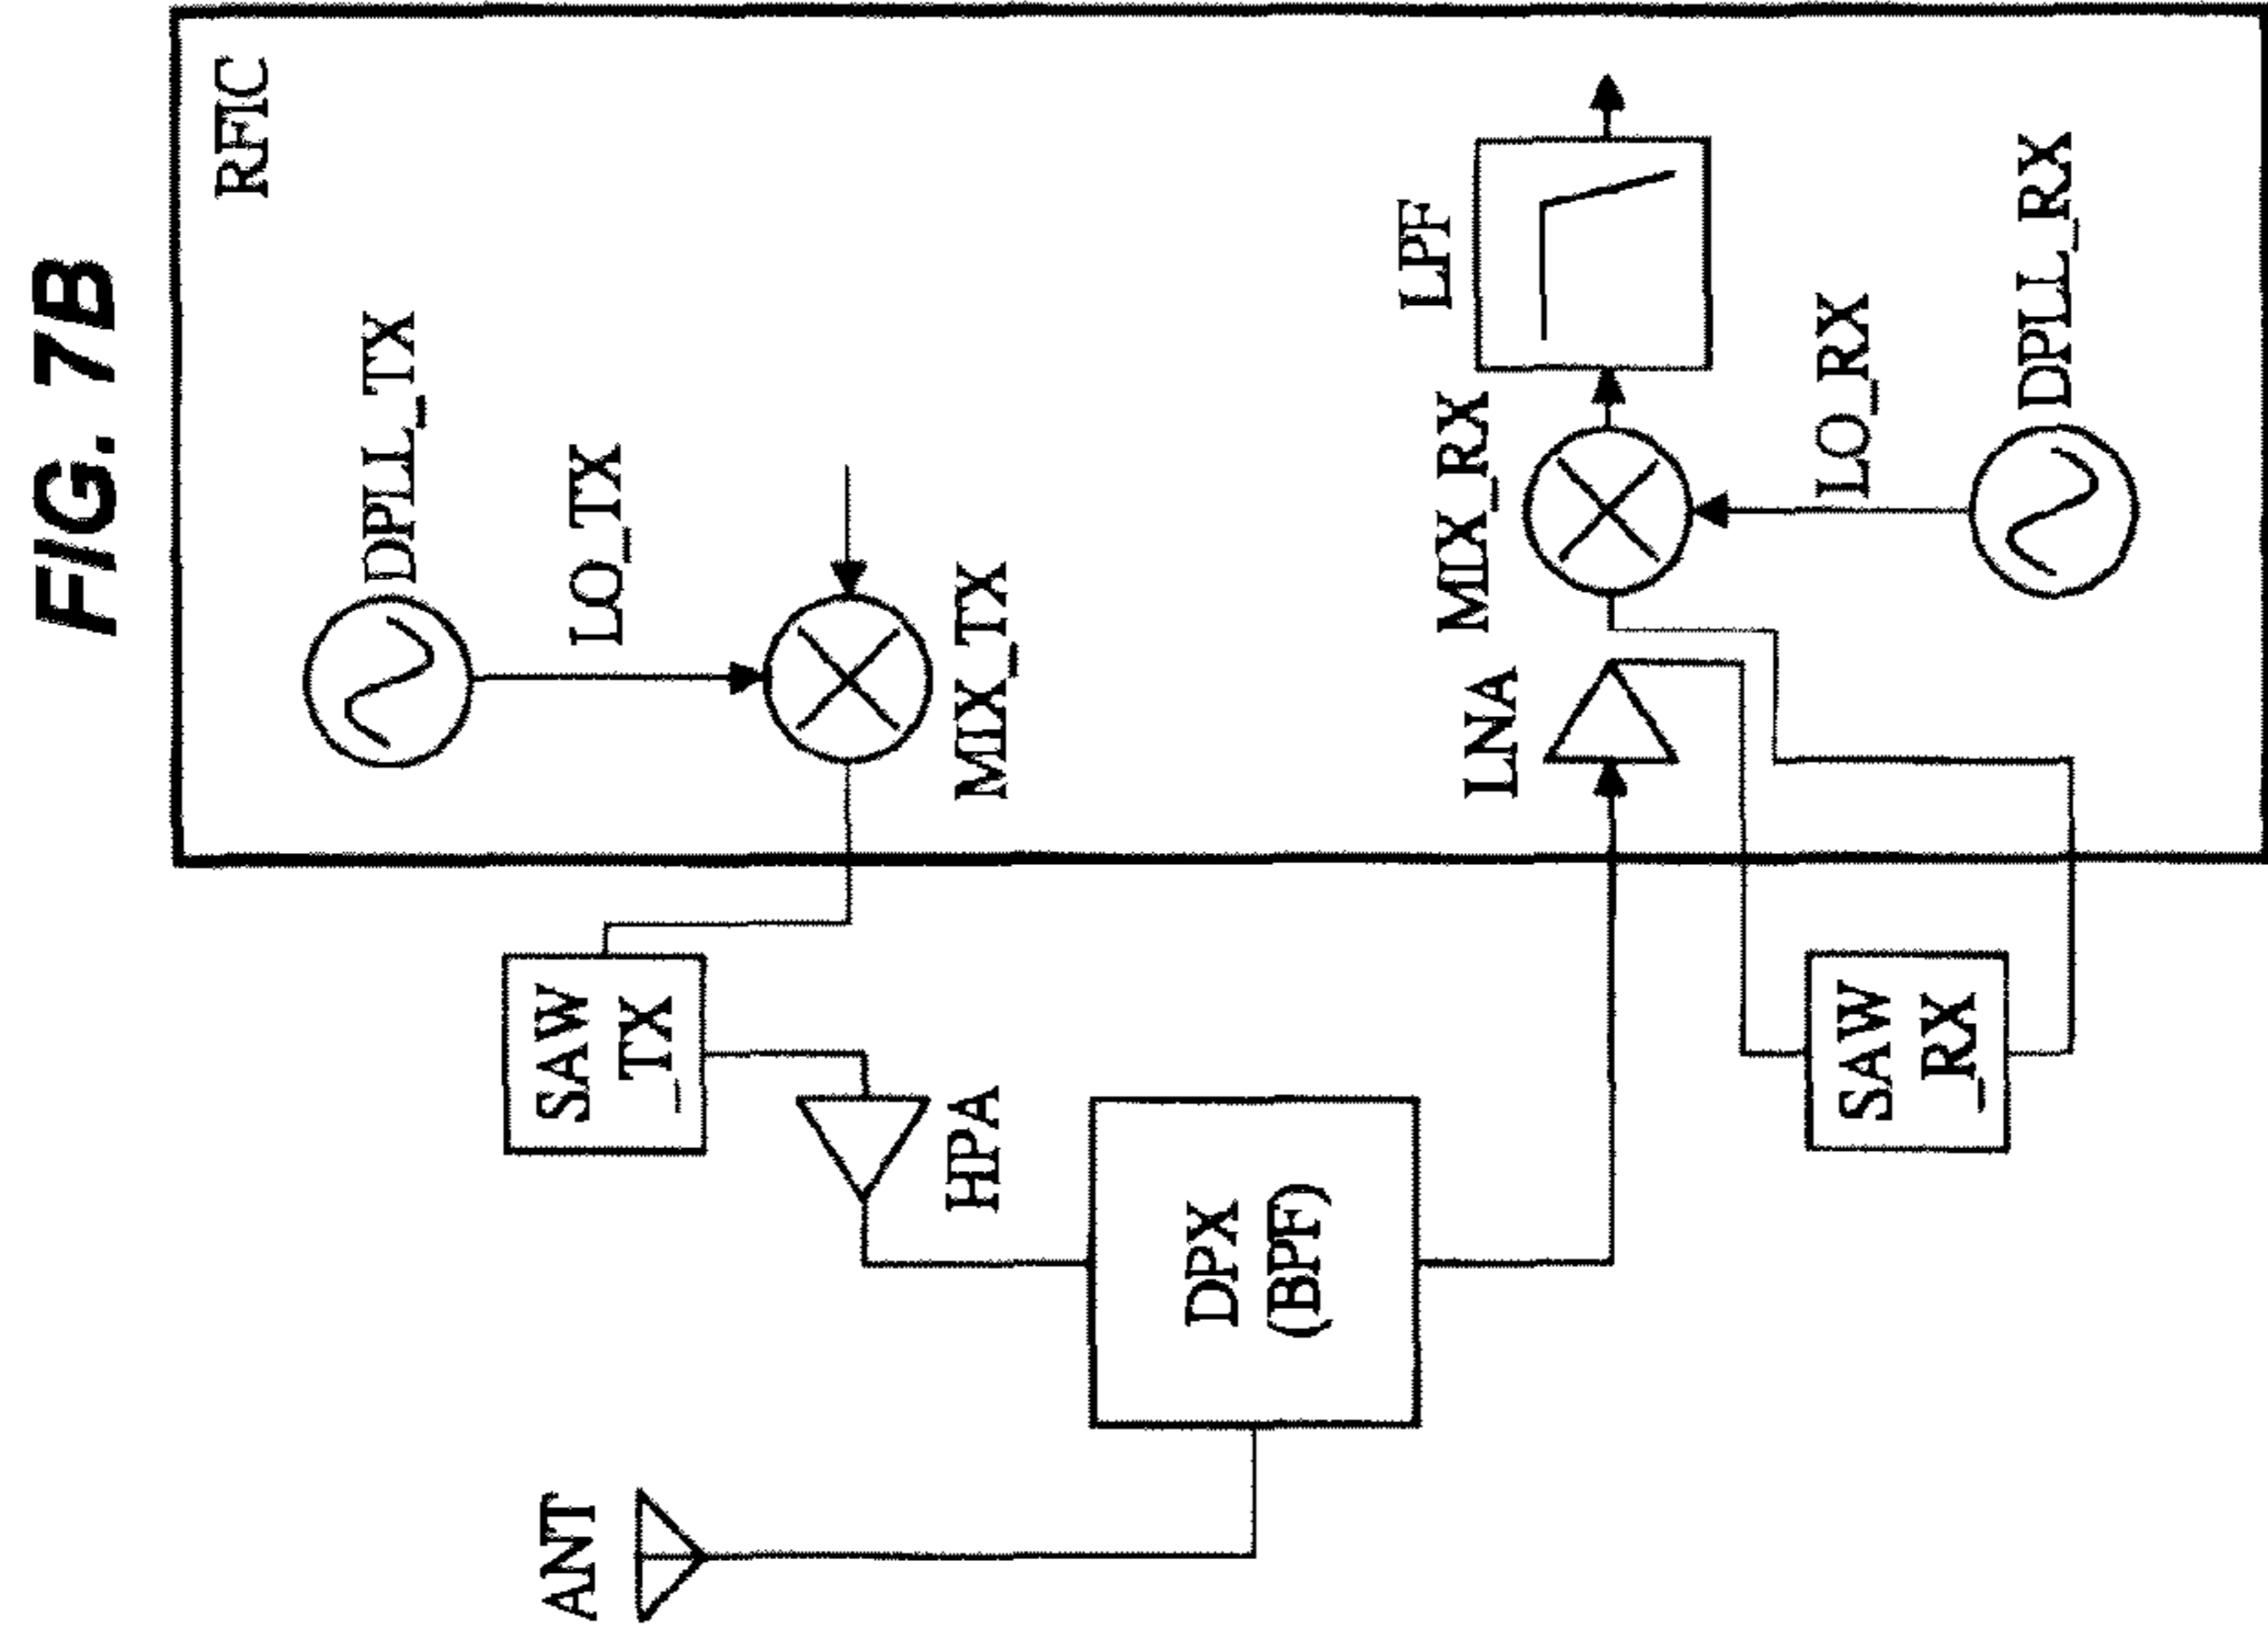 FIG. 7B
RFIC
DPLL_TX
LO_TX
MIX_TX
SAW
_TX
HPA
ANT
DPX
(BPF)
LNA
MIX_RX
LPF
LO_RX
DPLL_RX
SAW
_RX